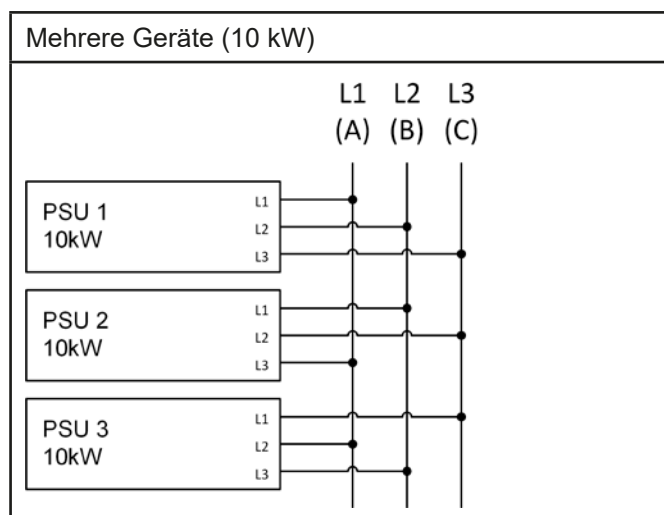 Mehrere Geräte (10 kW)
L1 L2 L3
(A) (B) (C)
PSU 1
10kW
L1
L2
L3
PSU 2
10kW
L1
L2
L3
PSU 3
10kW
L1
L2
L3